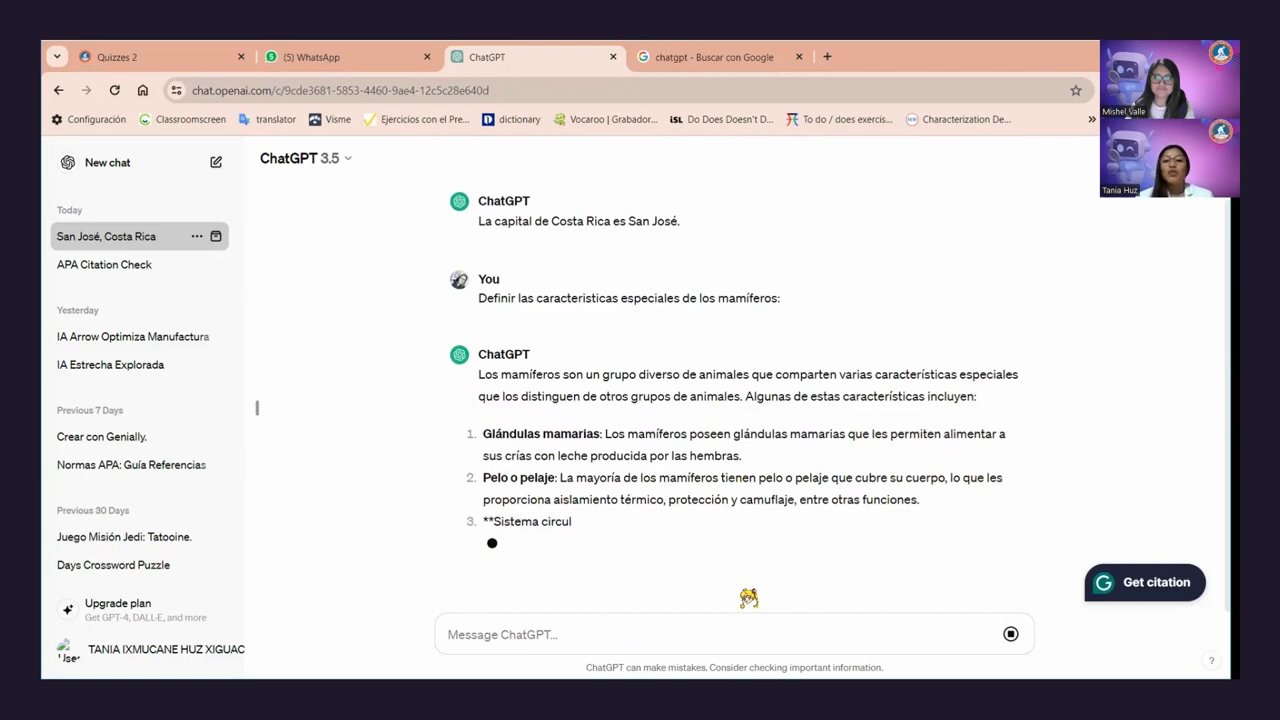 Quizzes 2
(5) WhatsApp
ChatGPT
chatgpt - Buscar con Google
chat.openai.com/c/9cde3681-5853-4460-9ae4-12c5c28e640d
Configuración
Classroomscreen
translator
Visme
Ejercicios con el Pre...
dictionary
Vocaroo | Grabador...
iSL
Do Does Doesn't D...
To do / does exercis...
Characterization De...
»
Mishel Valle
Tania Huz
New chat
Today
San José, Costa Rica
APA Citation Check
Yesterday
IA Arrow Optimiza Manufactura
IA Estrecha Explorada
Previous 7 Days
Crear con Genially.
Normas APA: Guía Referencias
Previous 30 Days
Juego Misión Jedi: Tatooine.
Days Crossword Puzzle
Upgrade plan
Get GPT-4, DALL·E, and more
User
TANIA IXMUCANE HUZ XIGUAC
ChatGPT 3.5
ChatGPT
La capital de Costa Rica es San José.
You
Definir las caracteristicas especiales de los mamíferos:
ChatGPT
Los mamíferos son un grupo diverso de animales que comparten varias características especiales
que los distinguen de otros grupos de animales. Algunas de estas características incluyen:
1. Glándulas mamarias: Los mamíferos poseen glándulas mamarias que les permiten alimentar a
sus crías con leche producida por las hembras.
2. Pelo o pelaje: La mayoría de los mamíferos tienen pelo o pelaje que cubre su cuerpo, lo que les
proporciona aislamiento térmico, protección y camuflaje, entre otras funciones.
3. **Sistema circul
Get citation
Message ChatGPT...
ChatGPT can make mistakes. Consider checking important information.
?